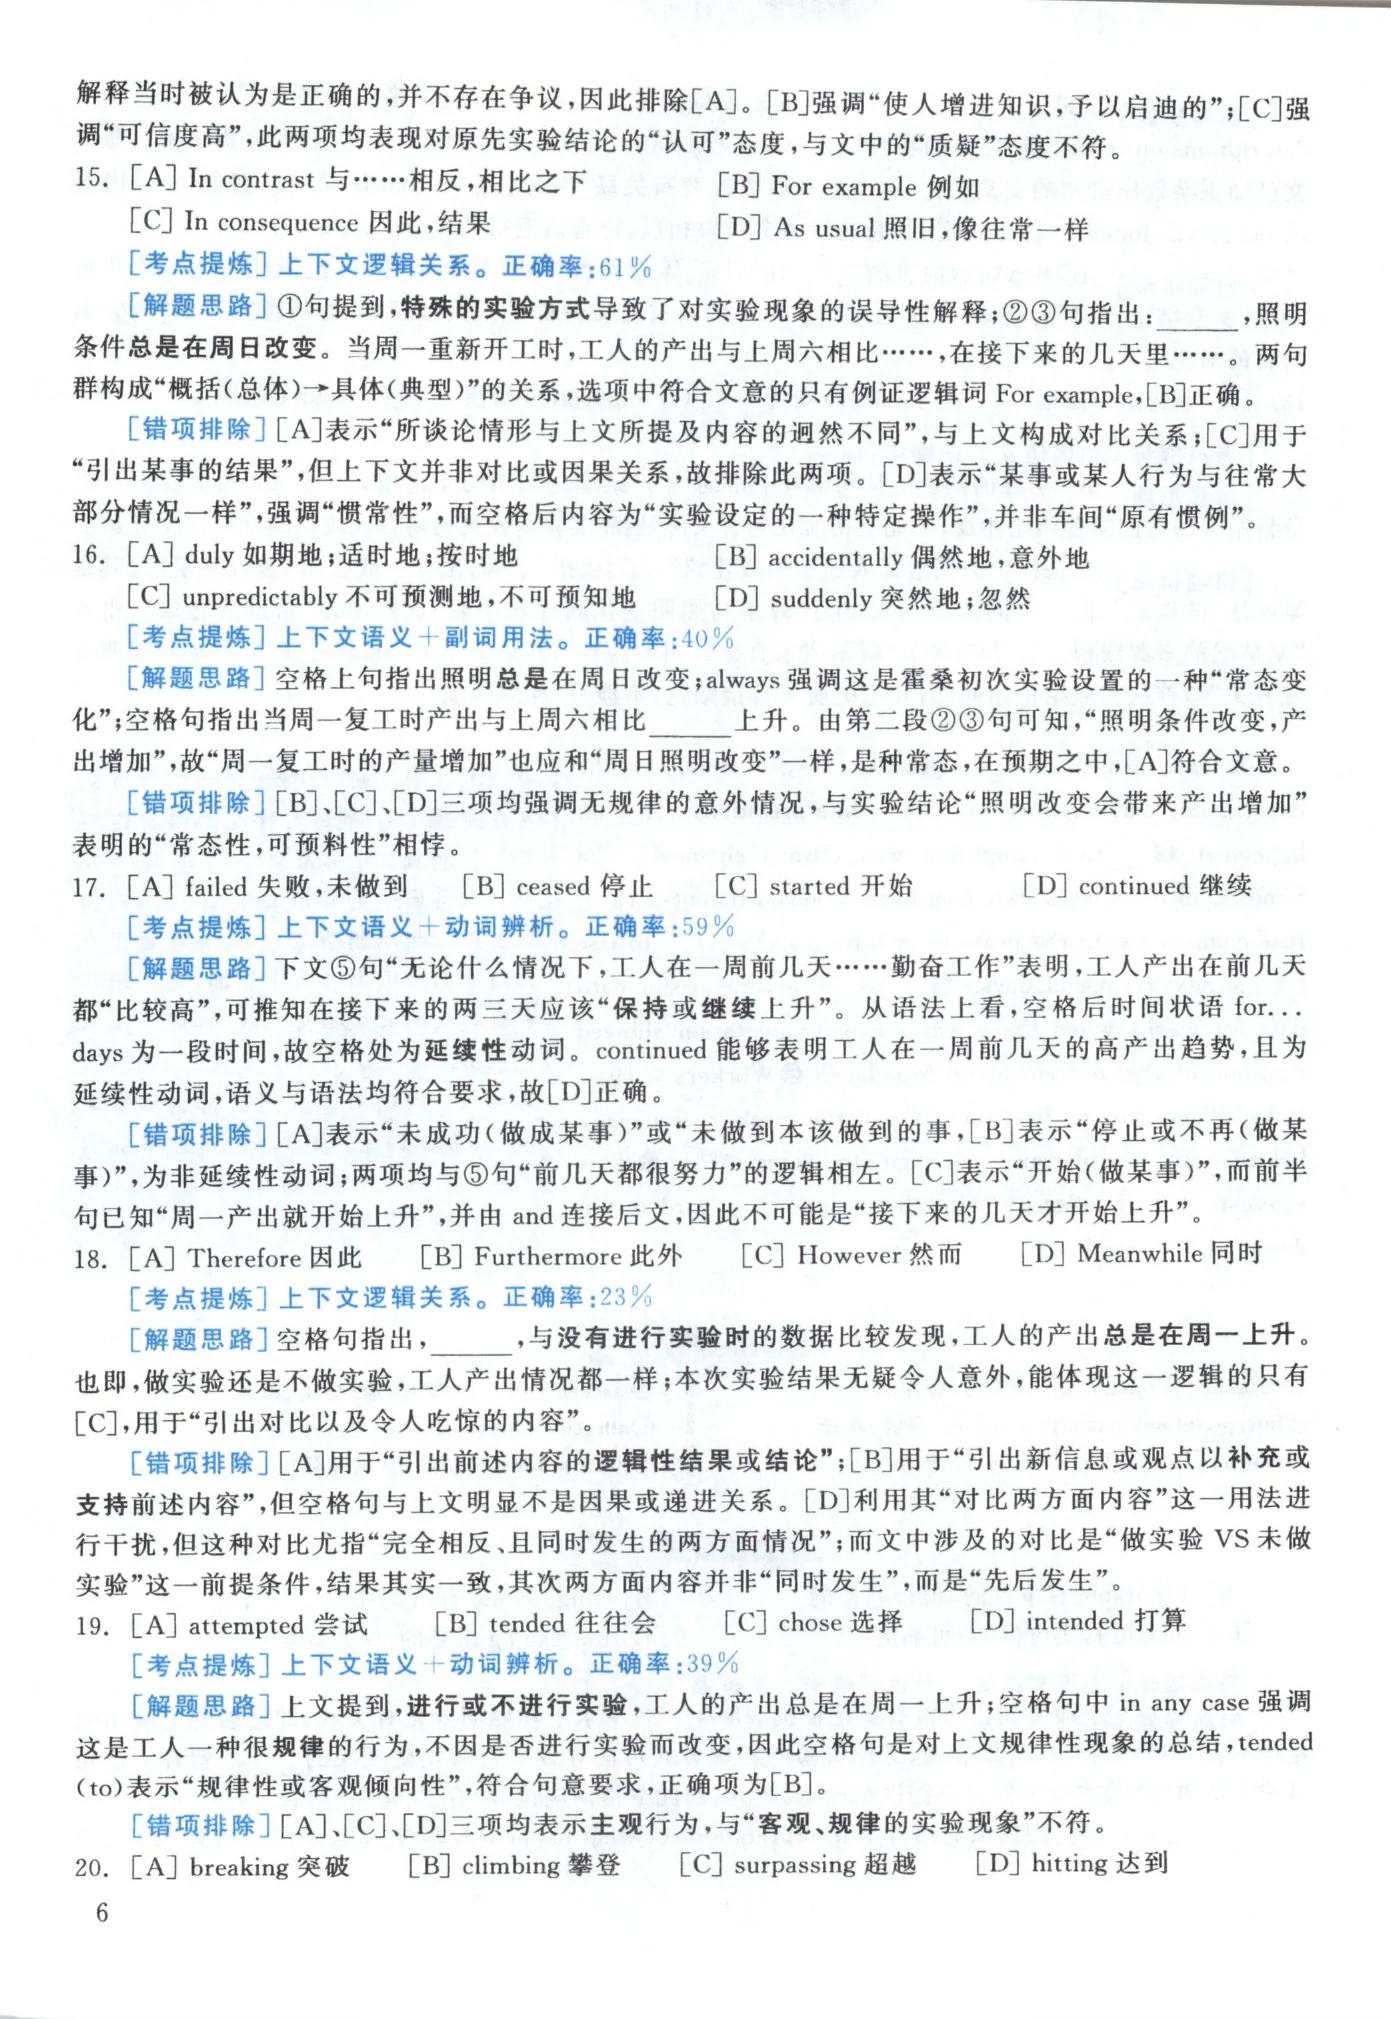 解释当时被认为是正确的,并不存在争议,因此排除[A]。[B]强调“使人增进知识,予以启迪的”;[C]强
调“可信度高”,此两项均表现对原先实验结论的“认可”态度,与文中的“质疑”态度不符。
15. [A] In contrast 与……相反,相比之下 [B] For example 例如
[C] In consequence 因此,结果 [D] As usual 照旧,像往常一样
[考点提炼] 上下文逻辑关系。正确率:61%
[解题思路] ①句提到,特殊的实验方式导致了对实验现象的误导性解释;②③句指出:______,照明
条件总是在周日改变。当周一重新开工时,工人的产出与上周六相比……,在接下来的几天里……。两句
群构成“概括(总体)→具体(典型)”的关系,选项中符合文意的只有例证逻辑词 For example,[B]正确。
[错项排除] [A]表示“所谈论情形与上文所提及内容的迥然不同”,与上文构成对比关系;[C]用于
“引出某事的结果”,但上下文并非对比或因果关系,故排除此两项。[D]表示“某事或某人行为与往常大
部分情况一样”,强调“惯常性”,而空格后内容为“实验设定的一种特定操作”,并非车间“原有惯例”。
16. [A] duly 如期地;适时地;按时地 [B] accidentally 偶然地,意外地
[C] unpredictably 不可预测地,不可预知地 [D] suddenly 突然地;忽然
[考点提炼] 上下文语义+副词用法。正确率:40%
[解题思路] 空格上句指出照明总是在周日改变;always 强调这是霍桑初次实验设置的一种“常态变
化”;空格句指出当周一复工时产出与上周六相比______上升。由第二段②③句可知,“照明条件改变,产
出增加”,故“周一复工时的产量增加”也应和“周日照明改变”一样,是种常态,在预期之中,[A]符合文意。
[错项排除] [B]、[C]、[D]三项均强调无规律的意外情况,与实验结论“照明改变会带来产出增加”
表明的“常态性,可预料性”相悖。
17. [A] failed 失败,未做到 [B] ceased 停止 [C] started 开始 [D] continued 继续
[考点提炼] 上下文语义+动词辨析。正确率:59%
[解题思路] 下文⑤句“无论什么情况下,工人在一周前几天……勤奋工作”表明,工人产出在前几天
都“比较高”,可推知在接下来的两三天应该“保持或继续上升”。从语法上看,空格后时间状语 for...
days 为一段时间,故空格处为延续性动词。continued 能够表明工人在一周前几天的高产出趋势,且为
延续性动词,语义与语法均符合要求,故[D]正确。
[错项排除] [A]表示“未成功(做成某事)”或“未做到本该做到的事,[B]表示“停止或不再(做某
事)”,为非延续性动词;两项均与⑤句“前几天都很努力”的逻辑相左。[C]表示“开始(做某事)”,而前半
句已知“周一产出就开始上升”,并由 and 连接后文,因此不可能是“接下来的几天才开始上升”。
18. [A] Therefore 因此 [B] Furthermore 此外 [C] However 然而 [D] Meanwhile 同时
[考点提炼] 上下文逻辑关系。正确率:23%
[解题思路] 空格句指出,______,与没有进行实验时的数据比较发现,工人的产出总是在周一上升。
也即,做实验还是不做实验,工人产出情况都一样;本次实验结果无疑令人意外,能体现这一逻辑的只有
[C],用于“引出对比以及令人吃惊的内容”。
[错项排除] [A]用于“引出前述内容的逻辑性结果或结论”;[B]用于“引出新信息或观点以补充或
支持前述内容”,但空格句与上文明显不是因果或递进关系。[D]利用其“对比两方面内容”这一用法进
行干扰,但这种对比尤指“完全相反、且同时发生的两方面情况”;而文中涉及的对比是“做实验 VS 未做
实验”这一前提条件,结果其实一致,其次两方面内容并非“同时发生”,而是“先后发生”。
19. [A] attempted 尝试 [B] tended 往往会 [C] chose 选择 [D] intended 打算
[考点提炼] 上下文语义+动词辨析。正确率:39%
[解题思路] 上文提到,进行或不进行实验,工人的产出总是在周一上升;空格句中 in any case 强调
这是工人一种很规律的行为,不因是否进行实验而改变,因此空格句是对上文规律性现象的总结,tended
(to)表示“规律性或客观倾向性”,符合句意要求,正确项为[B]。
[错项排除] [A]、[C]、[D]三项均表示主观行为,与“客观、规律的实验现象”不符。
20. [A] breaking 突破 [B] climbing 攀登 [C] surpassing 超越 [D] hitting 达到
6